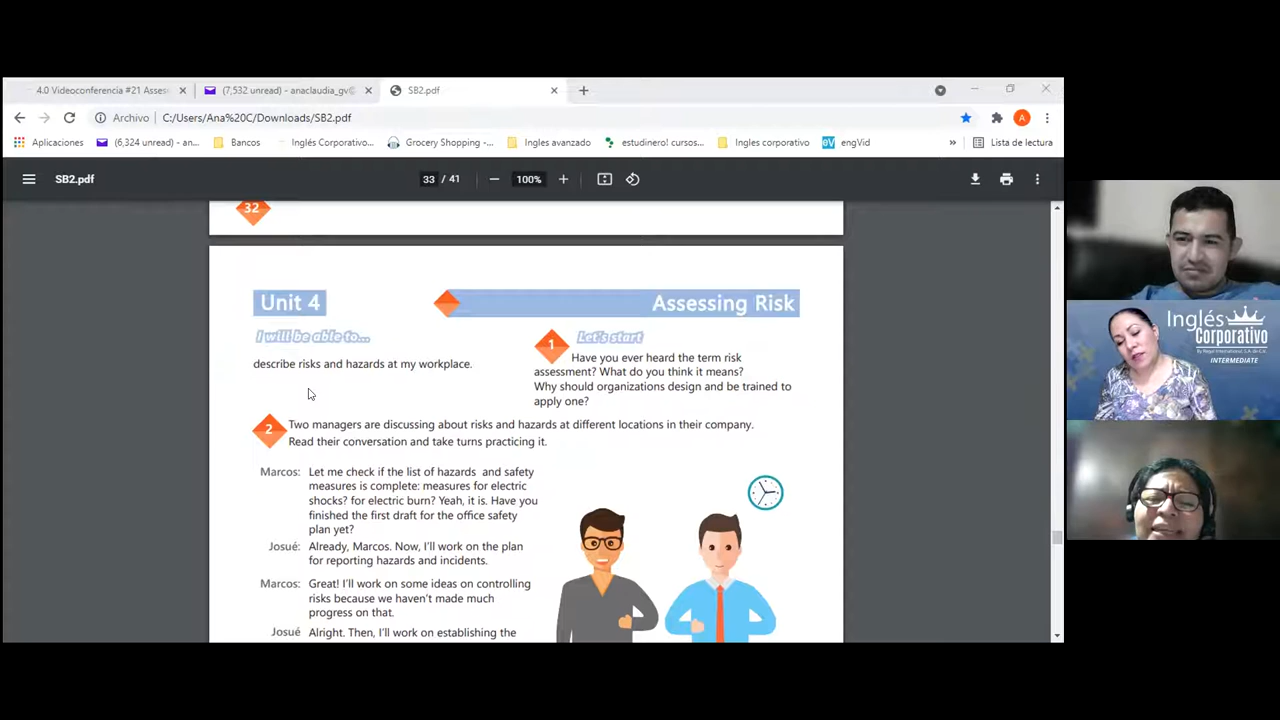 4.0 Videoconferencia #21 Asses
(7,532 unread) - anaclaudia_gv@
SB2.pdf
Archivo
C:/Users/Ana%20C/Downloads/SB2.pdf
A
Aplicaciones
(6,324 unread) - an...
Bancos
Inglés Corporativo...
Grocery Shopping -...
Ingles avanzado
estudinero! cursos...
Ingles corporativo
eV
engVid
»
Lista de lectura
SB2.pdf
33 / 41
100%
32
Unit 4
Assessing Risk
I will be able to...
describe risks and hazards at my workplace.
1
Let's start
Have you ever heard the term risk
assessment? What do you think it means?
Why should organizations design and be trained to
apply one?
2
Two managers are discussing about risks and hazards at different locations in their company.
Read their conversation and take turns practicing it.
Marcos: Let me check if the list of hazards and safety
measures is complete: measures for electric
shocks? for electric burn? Yeah, it is. Have you
finished the first draft for the office safety
plan yet?
Josué: Already, Marcos. Now, I'll work on the plan
for reporting hazards and incidents.
Marcos: Great! I'll work on some ideas on controlling
risks because we haven't made much
progress on that.
Josué Alright. Then, I'll work on establishing the
Inglés
CORPORATIVO
INTERMEDIATE